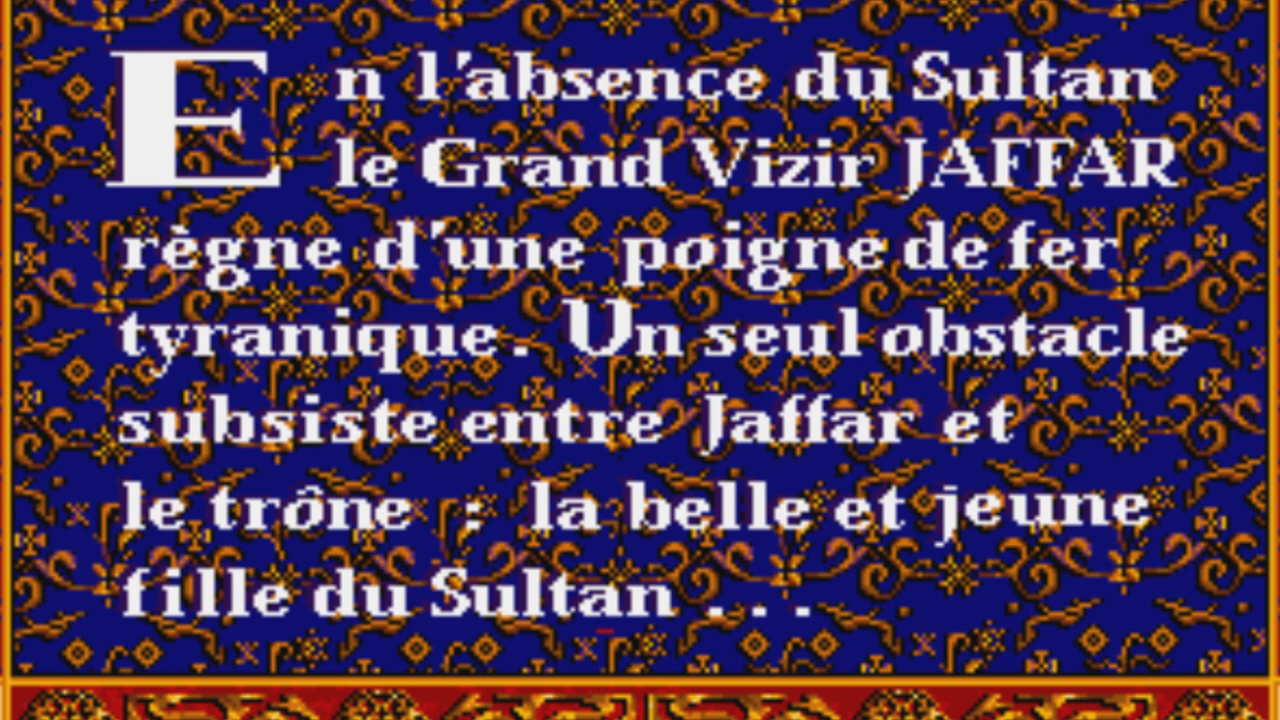 En l'absence du Sultan
le Grand Vizir JAFFAR
règne d'une poigne de fer
tyranique. Un seul obstacle
subsiste entre Jaffar et
le trône : la belle et jeune
fille du Sultan ...